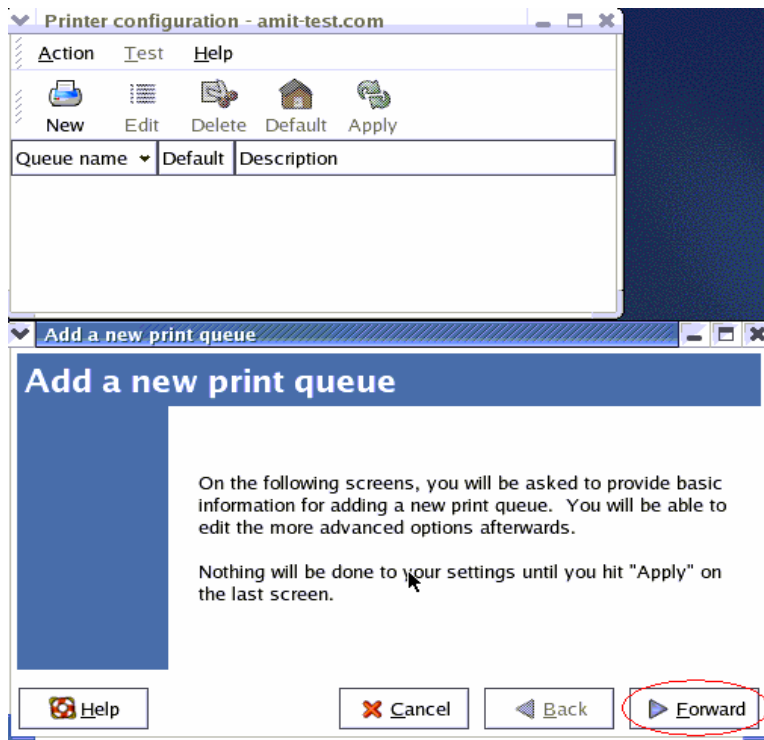 Printer configuration - amit-test.com
Action Test Help
New Edit Delete Default Apply
Queue name Default Description
Add a new print queue
Add a new print queue
On the following screens, you will be asked to provide basic
information for adding a new print queue. You will be able to
edit the more advanced options afterwards.
Nothing will be done to your settings until you hit "Apply" on
the last screen.
Help Cancel Back Forward